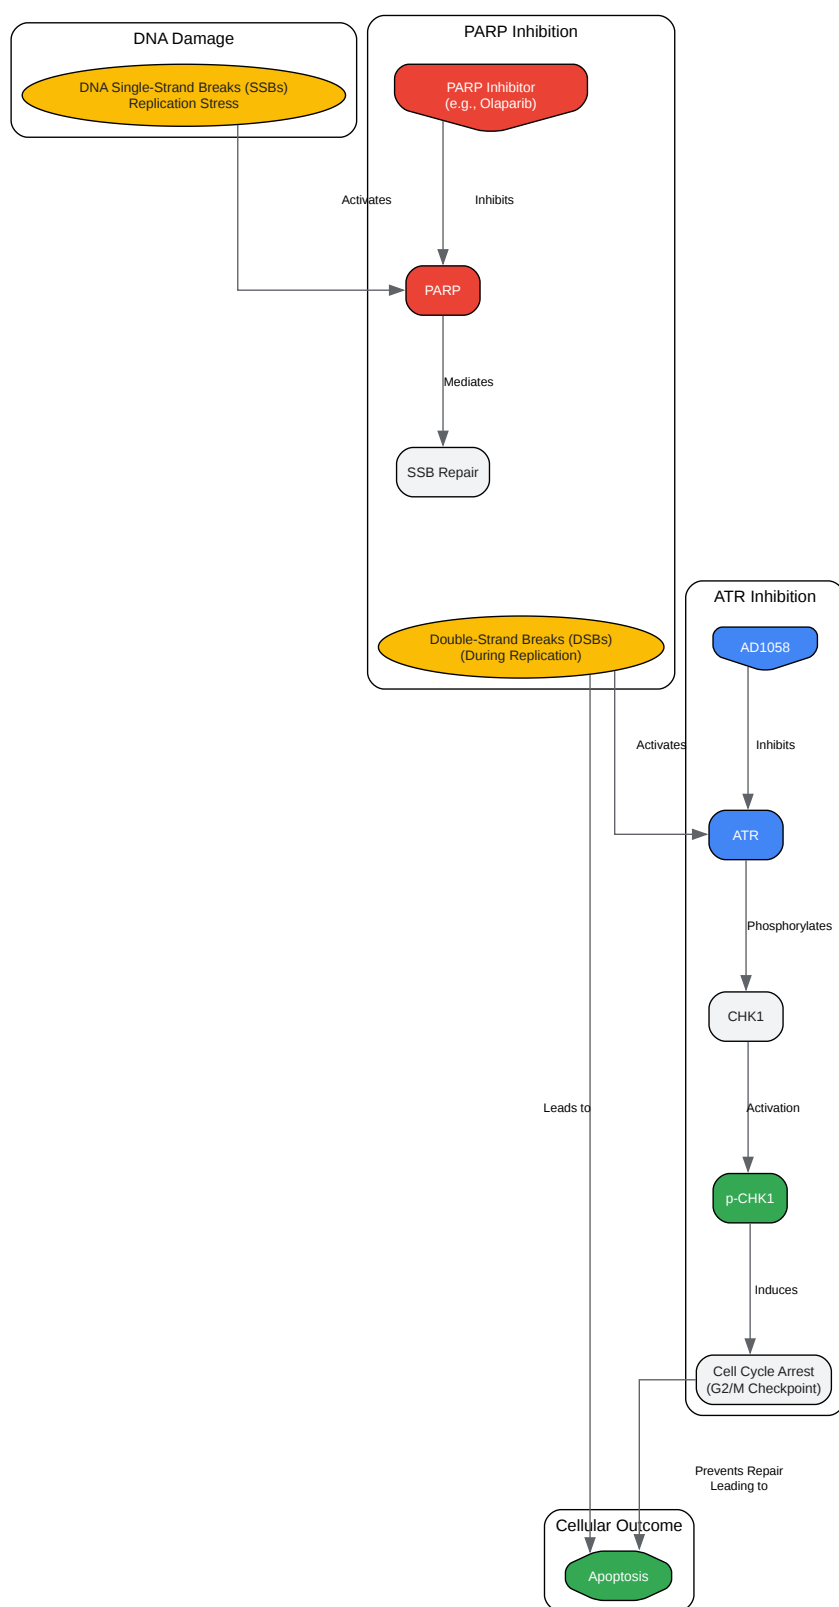 DNA Damage
DNA Single-Strand Breaks (SSBs)
Replication Stress
PARP Inhibition
PARP Inhibitor
(e.g., Olaparib)
Activates
Inhibits
PARP
Mediates
SSB Repair
Double-Strand Breaks (DSBs)
(During Replication)
ATR Inhibition
AD1058
Activates
Inhibits
ATR
Phosphorylates
CHK1
Leads to
Activation
p-CHK1
Induces
Cell Cycle Arrest
(G2/M Checkpoint)
Prevents Repair
Leading to
Cellular Outcome
Apoptosis